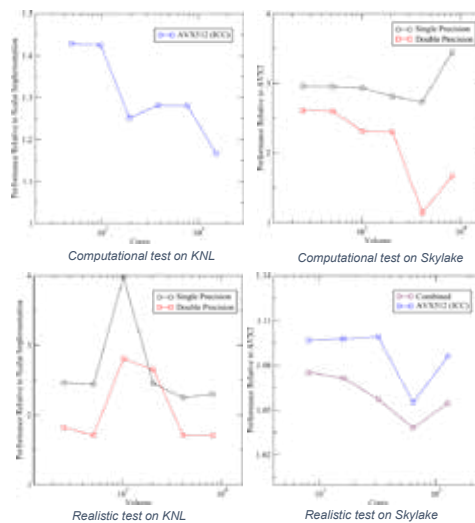 AVX512 (ICC)
Performance Relative to Scalar Implementation
Cores
Computational test on KNL
Single Precision
Double Precision
Performance Relative to AVX2
Volume
Computational test on Skylake
Single Precision
Double Precision
Performance Relative to Scalar Implementation
Volume
Realistic test on KNL
Combined
AVX512 (ICC)
Performance Relative to AVX2
Cores
Realistic test on Skylake